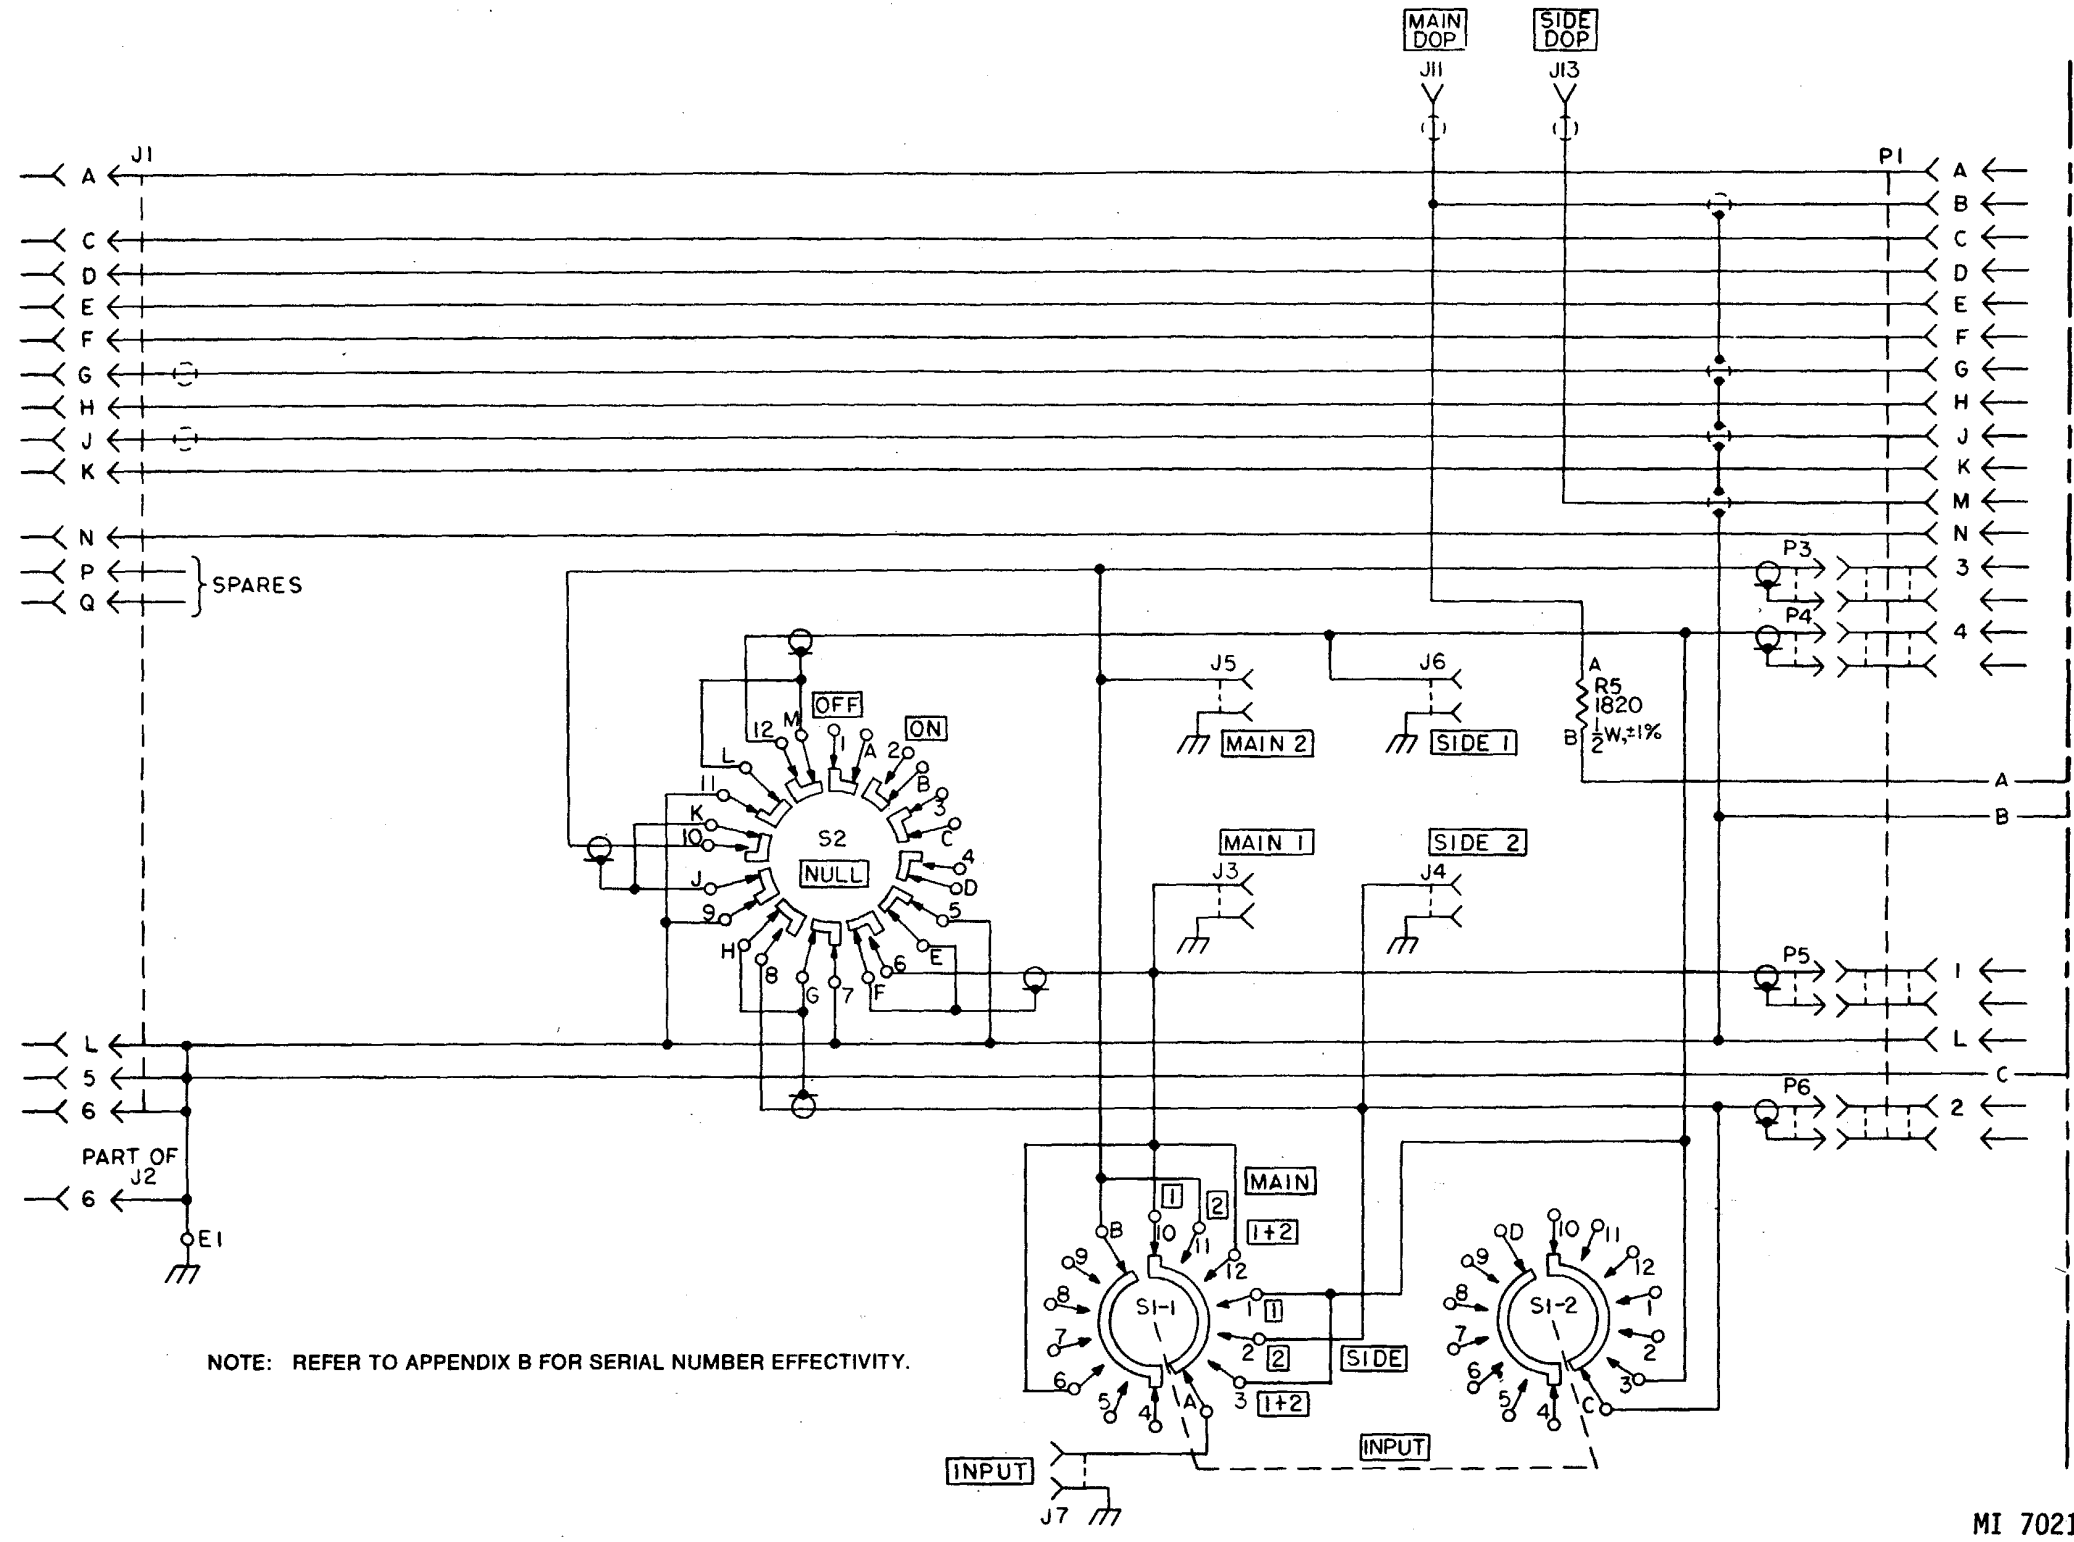 MAIN
DOP
SIDE
DOP
J11
J13
J1
P1
A
A
B
C
C
D
D
E
E
F
F
G
G
H
H
J
J
K
K
M
N
N
P
SPARES
Q
P3
3
P4
4
J5
J6
MAIN 2
SIDE 1
A
R5
1820
B
1/2 W,±1%
A
B
OFF
ON
12
M
1
A
2
B
3
C
4
D
5
E
6
F
7
G
8
H
9
J
10
K
11
L
S2
NULL
MAIN 1
SIDE 2
J3
J4
P5
1
L
L
5
C
6
P6
2
PART OF
J2
6
E1
MAIN
1
2
1+2
B
10
11
12
9
8
7
6
5
4
A
3
2
1
S1-1
1
2
SIDE
1+2
D
10
11
12
9
8
7
6
5
4
C
3
2
1
S1-2
INPUT
INPUT
J7
NOTE: REFER TO APPENDIX B FOR SERIAL NUMBER EFFECTIVITY.
MI 7021